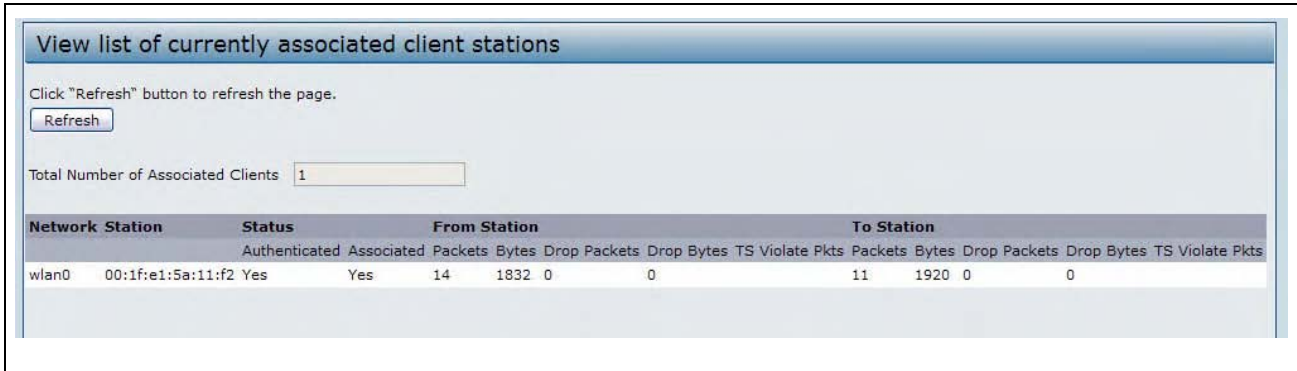 View list of currently associated client stations
Click "Refresh" button to refresh the page.
Refresh
Total Number of Associated Clients 1
Network Station Status From Station To Station
Authenticated Associated Packets Bytes Drop Packets Drop Bytes TS Violate Pkts Packets Bytes Drop Packets Drop Bytes TS Violate Pkts
wlan0 00:1f:e1:5a:11:f2 Yes Yes 14 1832 0 0 11 1920 0 0